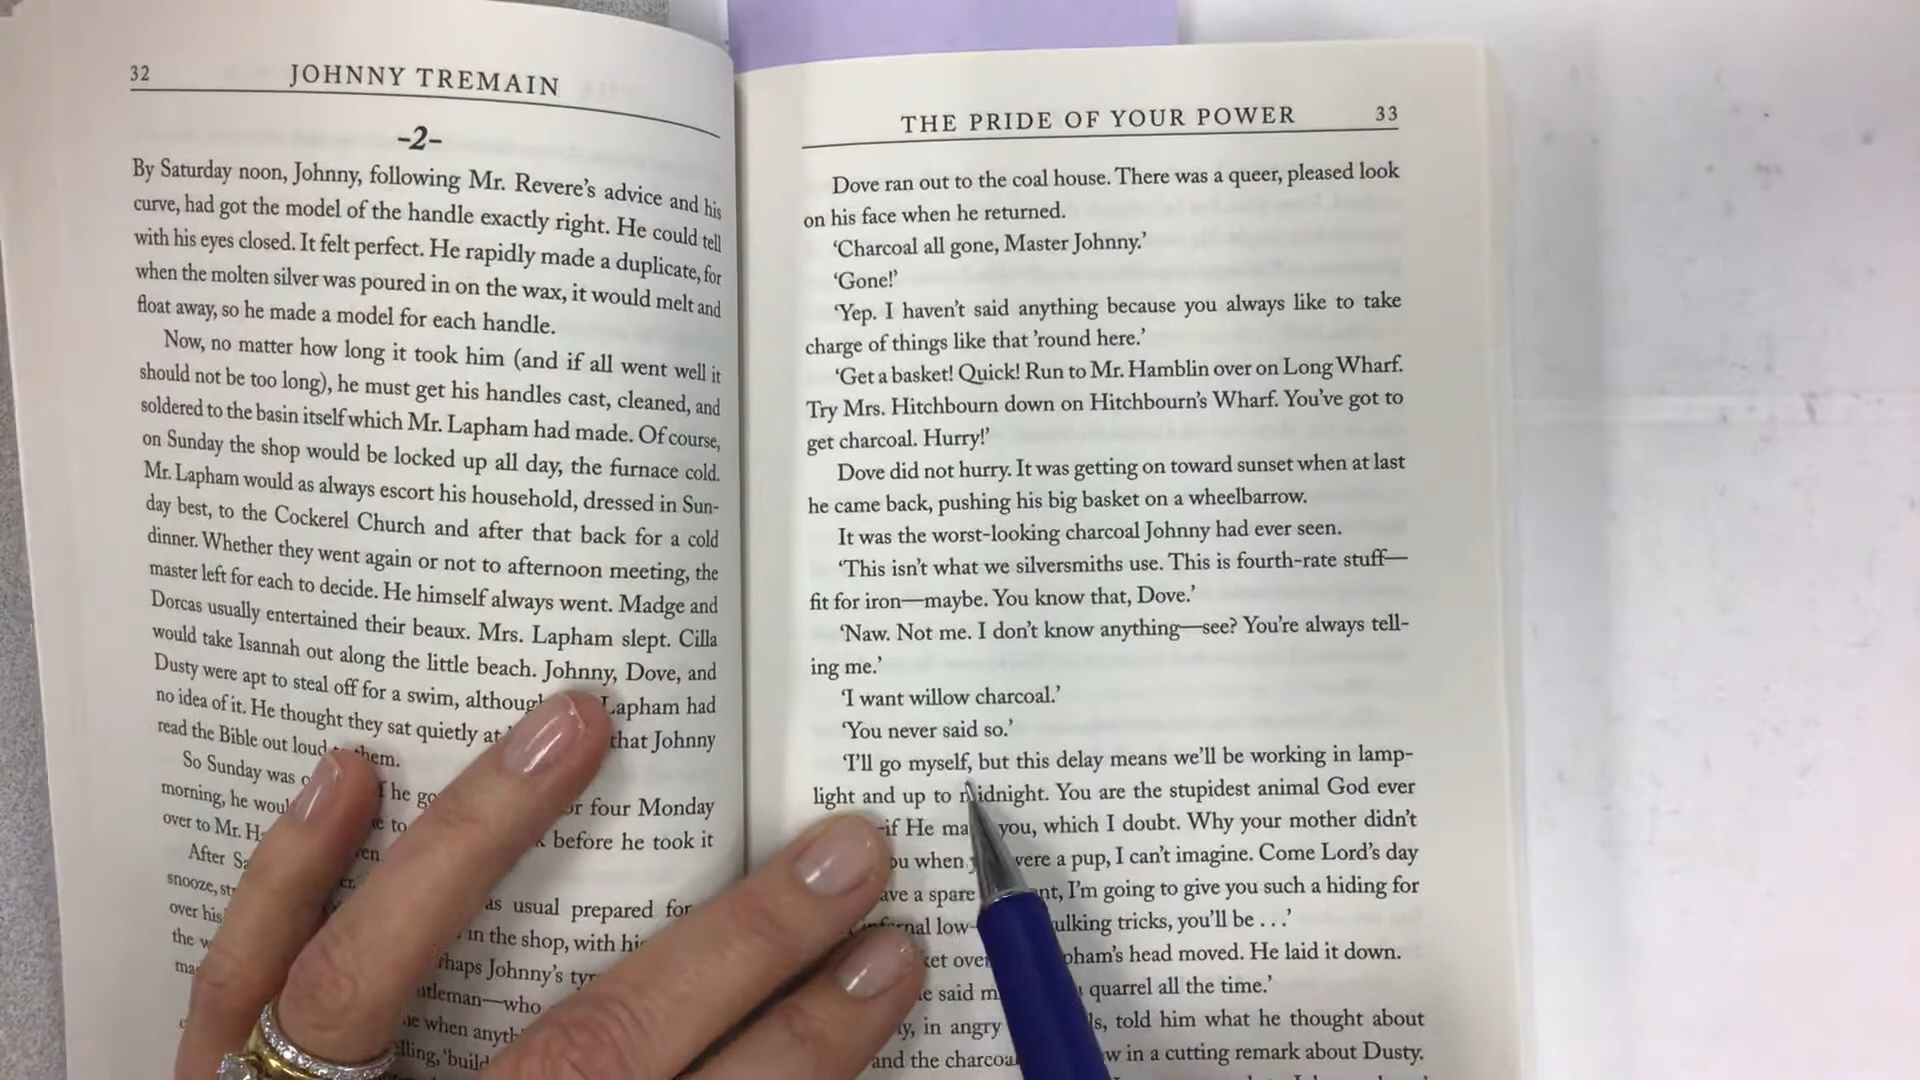 32 JOHNNY TREMAIN
-2-
By Saturday noon, Johnny, following Mr. Revere's advice and his
curve, had got the model of the handle exactly right. He could tell
with his eyes closed. It felt perfect. He rapidly made a duplicate, for
when the molten silver was poured in on the wax, it would melt and
float away, so he made a model for each handle.
Now, no matter how long it took him (and if all went well it
should not be too long), he must get his handles cast, cleaned, and
soldered to the basin itself which Mr. Lapham had made. Of course,
on Sunday the shop would be locked up all day, the furnace cold.
Mr. Lapham would as always escort his household, dressed in Sun-
day best, to the Cockerel Church and after that back for a cold
dinner. Whether they went again or not to afternoon meeting, the
master left for each to decide. He himself always went. Madge and
Dorcas usually entertained their beaux. Mrs. Lapham slept. Cilla
would take Isannah out along the little beach. Johnny, Dove, and
Dusty were apt to steal off for a swim, Lapham had
no idea of it. He thought they sat quietly at that Johnny
read the Bible out loud them.
So Sunday was he four Monday
morning, he to before he took it
over to Mr.
After
snooze, as usual prepared for
over his in the shop, with
the Johnny's
who
when
THE PRIDE OF YOUR POWER 33
Dove ran out to the coal house. There was a queer, pleased look
on his face when he returned.
'Charcoal all gone, Master Johnny.'
'Gone!'
'Yep. I haven't said anything because you always like to take
charge of things like that 'round here.'
'Get a basket! Quick! Run to Mr. Hamblin over on Long Wharf.
Try Mrs. Hitchbourn down on Hitchbourn's Wharf. You've got to
get charcoal. Hurry!'
Dove did not hurry. It was getting on toward sunset when at last
he came back, pushing his big basket on a wheelbarrow.
It was the worst-looking charcoal Johnny had ever seen.
'This isn't what we silversmiths use. This is fourth-rate stuff—
fit for iron—maybe. You know that, Dove.'
'Naw. Not me. I don't know anything—see? You're always tell-
ing me.'
'I want willow charcoal.'
'You never said so.'
'I'll go myself, but this delay means we'll be working in lamp-
light and up to midnight. You are the stupidest animal God ever
—if He you, which I doubt. Why your mother didn't
when were a pup, I can't imagine. Come Lord's day
a spare I'm going to give you such a hiding for
tricks, you'll be . . .'
head moved. He laid it down.
said quarrel all the time.'
in angry told him what he thought about
and the in a cutting remark about Dusty.